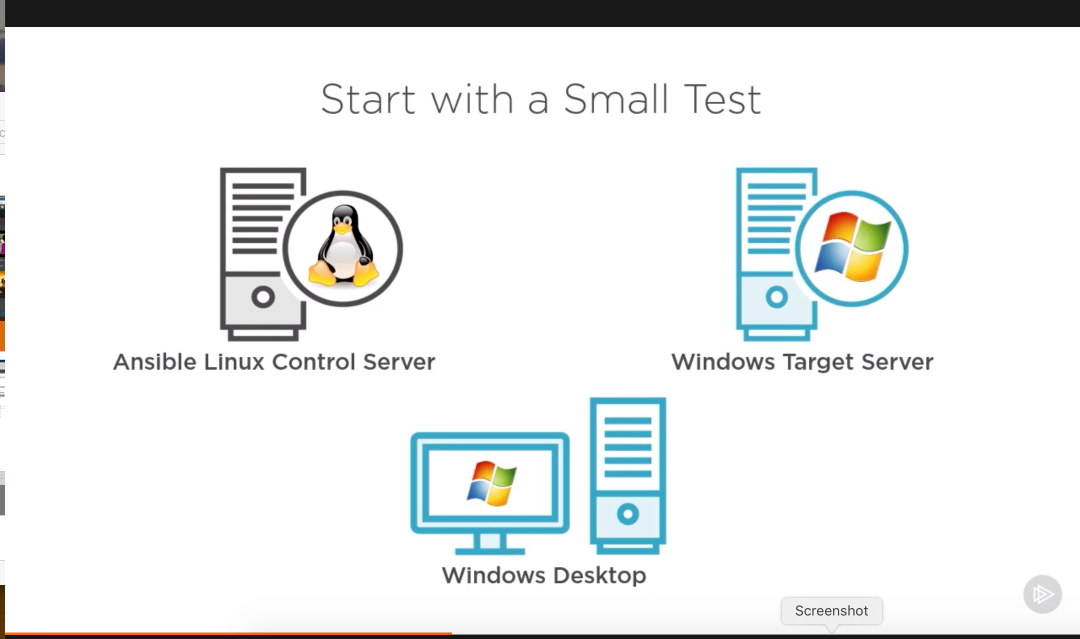 Start with a Small Test
Ansible Linux Control Server
Windows Target Server
Windows Desktop
Screenshot